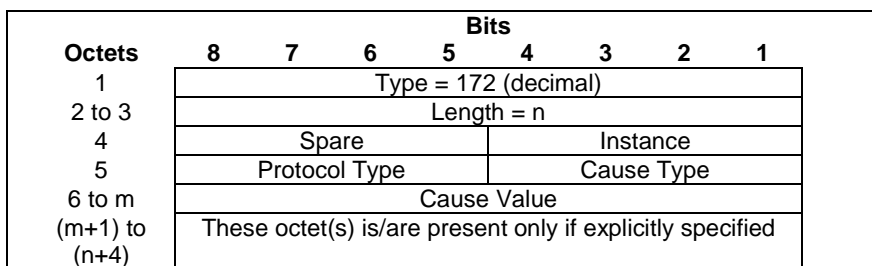 Bits
Octets 8 7 6 5 4 3 2 1
1 Type = 172 (decimal)
2 to 3 Length = n
4 Spare Instance
5 Protocol Type Cause Type
6 to m Cause Value
(m+1) to These octet(s) is/are present only if explicitly specified
(n+4)